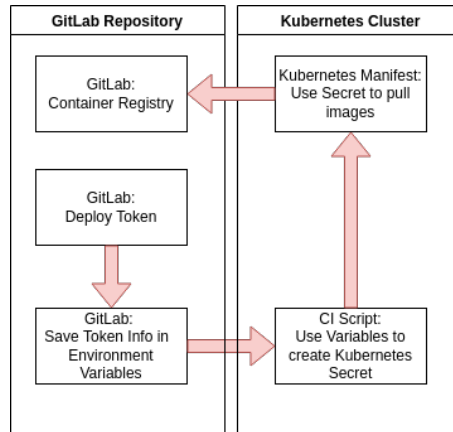 GitLab Repository
Kubernetes Cluster
GitLab:
Container Registry
Kubernetes Manifest:
Use Secret to pull
images
GitLab:
Deploy Token
GitLab:
Save Token Info in
Environment
Variables
CI Script:
Use Variables to
create Kubernetes
Secret